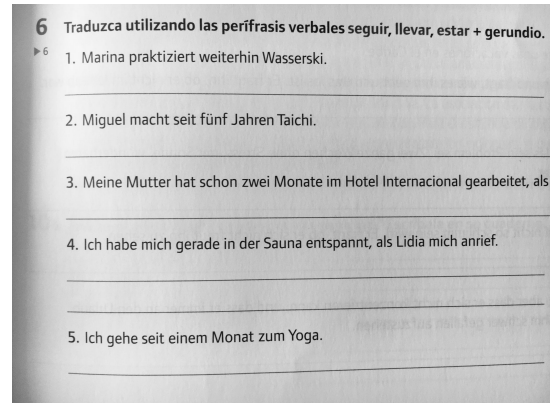 6 Traduzca utilizando las perífrasis verbales seguir, llevar, estar + gerundio.
▶6
1. Marina praktiziert weiterhin Wasserski.
2. Miguel macht seit fünf Jahren Taichi.
3. Meine Mutter hat schon zwei Monate im Hotel Internacional gearbeitet, als
4. Ich habe mich gerade in der Sauna entspannt, als Lidia mich anrief.
5. Ich gehe seit einem Monat zum Yoga.